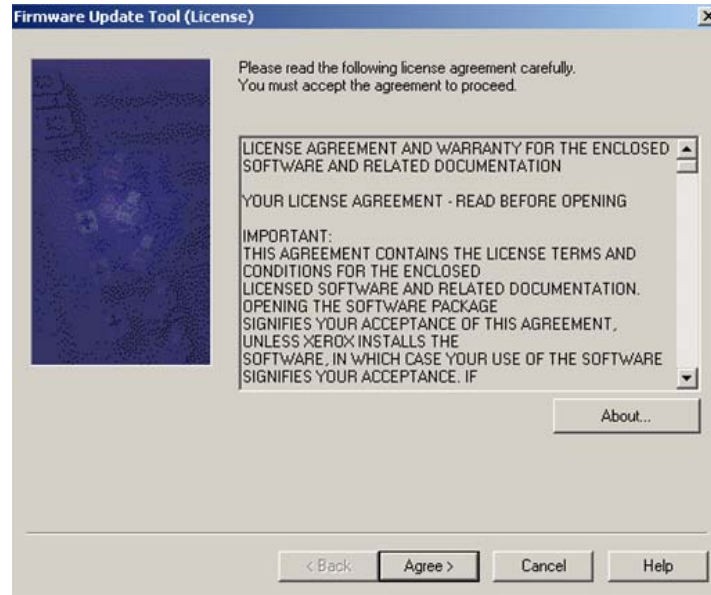 Firmware Update Tool (License)
Please read the following license agreement carefully.
You must accept the agreement to proceed.
LICENSE AGREEMENT AND WARRANTY FOR THE ENCLOSED
SOFTWARE AND RELATED DOCUMENTATION
YOUR LICENSE AGREEMENT - READ BEFORE OPENING
IMPORTANT:
THIS AGREEMENT CONTAINS THE LICENSE TERMS AND
CONDITIONS FOR THE ENCLOSED
LICENSED SOFTWARE AND RELATED DOCUMENTATION.
OPENING THE SOFTWARE PACKAGE
SIGNIFIES YOUR ACCEPTANCE OF THIS AGREEMENT,
UNLESS XEROX INSTALLS THE
SOFTWARE, IN WHICH CASE YOUR USE OF THE SOFTWARE
SIGNIFIES YOUR ACCEPTANCE. IF
About...
< Back
Agree >
Cancel
Help